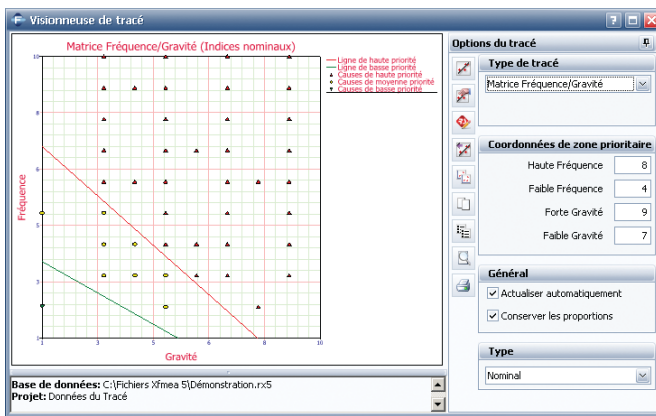 Visionneuse de tracé
Matrice Fréquence/Gravité (Indices nominaux)
Ligne de haute priorité
Ligne de basse priorité
Causes de haute priorité
Causes de moyenne priorité
Causes de basse priorité
Fréquence
10
8
6
5
3
1
1
3
5
6
8
10
Gravité
Base de données: C:\Fichiers Xfmea 5\Démonstration.rx5
Projet: Données du Tracé
Options du tracé
Type de tracé
Matrice Fréquence/Gravité
Coordonnées de zone prioritaire
Haute Fréquence 8
Faible Fréquence 4
Forte Gravité 9
Faible Gravité 7
Général
Actualiser automatiquement
Conserver les proportions
Type
Nominal